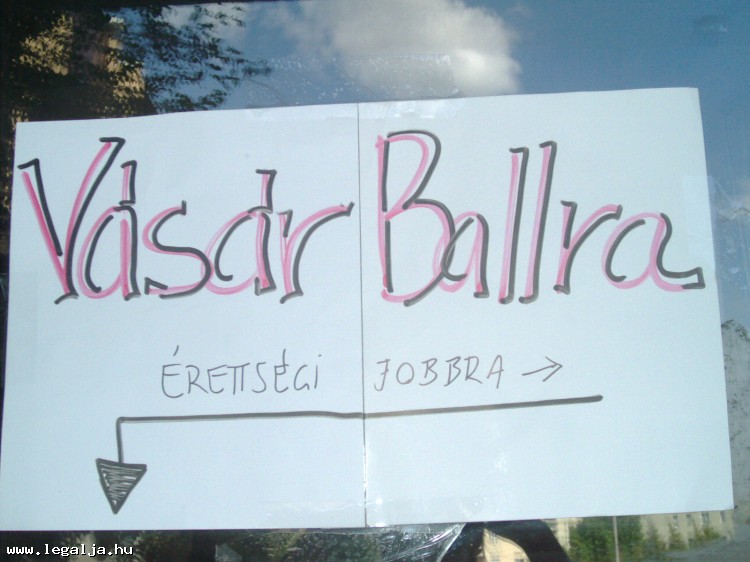 Vásár Ballra
ÉRETTSÉGI JOBBRA →
www.legalja.hu